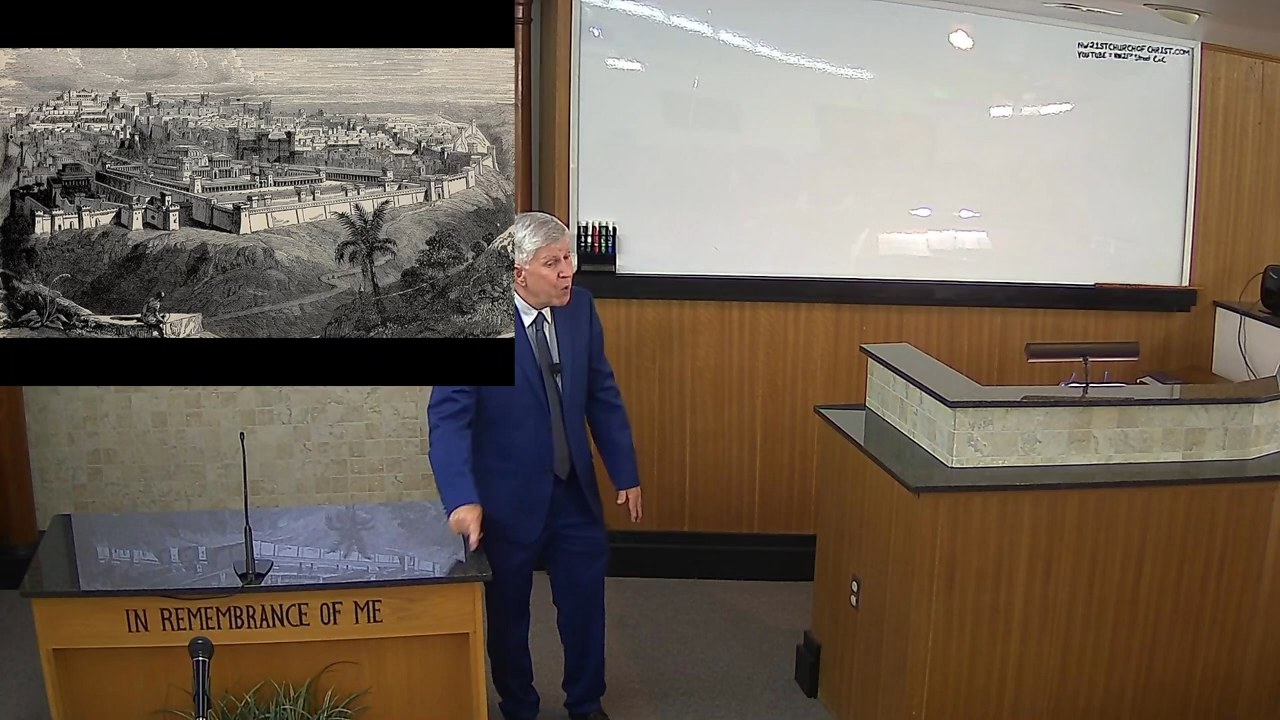 NW21STCHURCHOFCHRIST.COM
YOUTUBE = NW21ST Street CoC
IN REMEMBRANCE OF ME